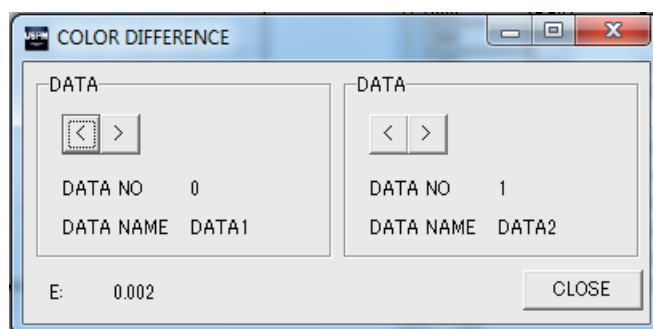 USPM COLOR DIFFERENCE
DATA
< >
DATA NO 0
DATA NAME DATA1
DATA
< >
DATA NO 1
DATA NAME DATA2
E: 0.002
CLOSE